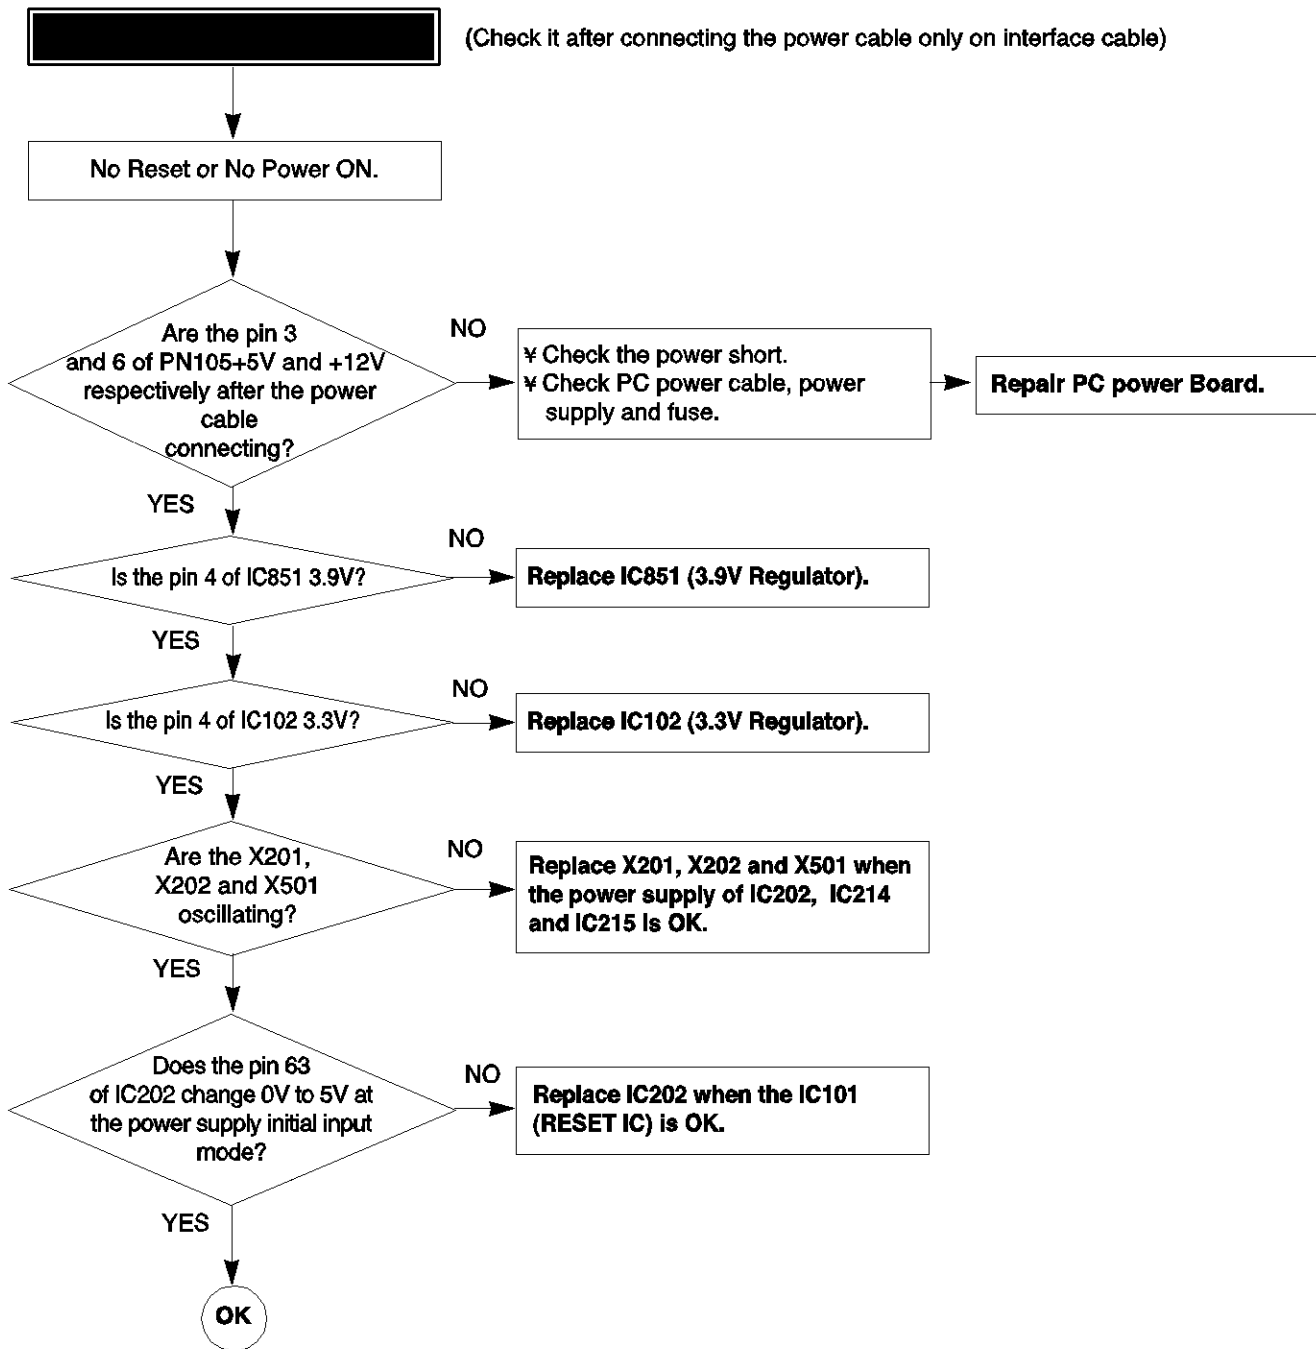 (Check it after connecting the power cable only on interface cable)
No Reset or No Power ON.
Are the pin 3
and 6 of PN105+5V and +12V
respectively after the power
cable
connecting?
NO
¥ Check the power short.
¥ Check PC power cable, power
supply and fuse.
Repair PC power Board.
YES
Is the pin 4 of IC851 3.9V?
NO
Replace IC851 (3.9V Regulator).
YES
Is the pin 4 of IC102 3.3V?
NO
Replace IC102 (3.3V Regulator).
YES
Are the X201,
X202 and X501
oscillating?
NO
Replace X201, X202 and X501 when
the power supply of IC202, IC214
and IC215 is OK.
YES
Does the pin 63
of IC202 change 0V to 5V at
the power supply initial input
mode?
NO
Replace IC202 when the IC101
(RESET IC) is OK.
YES
OK